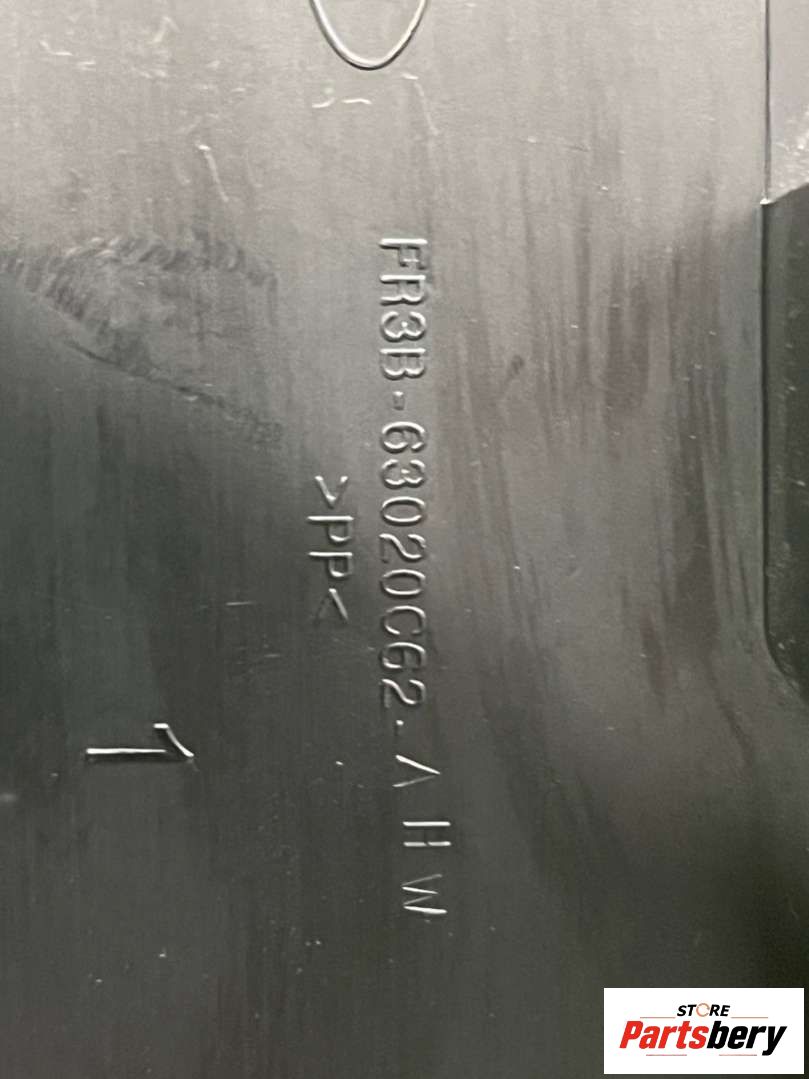 FR3B-63020C62-AHW
>PP<
1
STORE
Partsbery